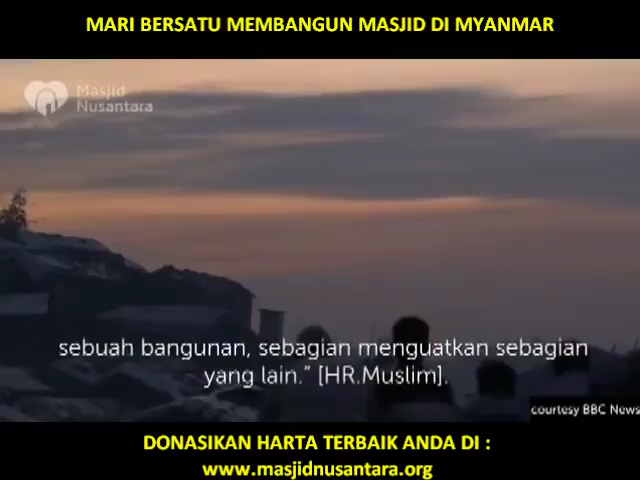 MARI BERSATU MEMBANGUN MASJID DI MYANMAR
Masjid
Nusantara
sebuah bangunan, sebagian menguatkan sebagian
yang lain.” [HR.Muslim].
courtesy BBC News
DONASIKAN HARTA TERBAIK ANDA DI :
www.masjidnusantara.org